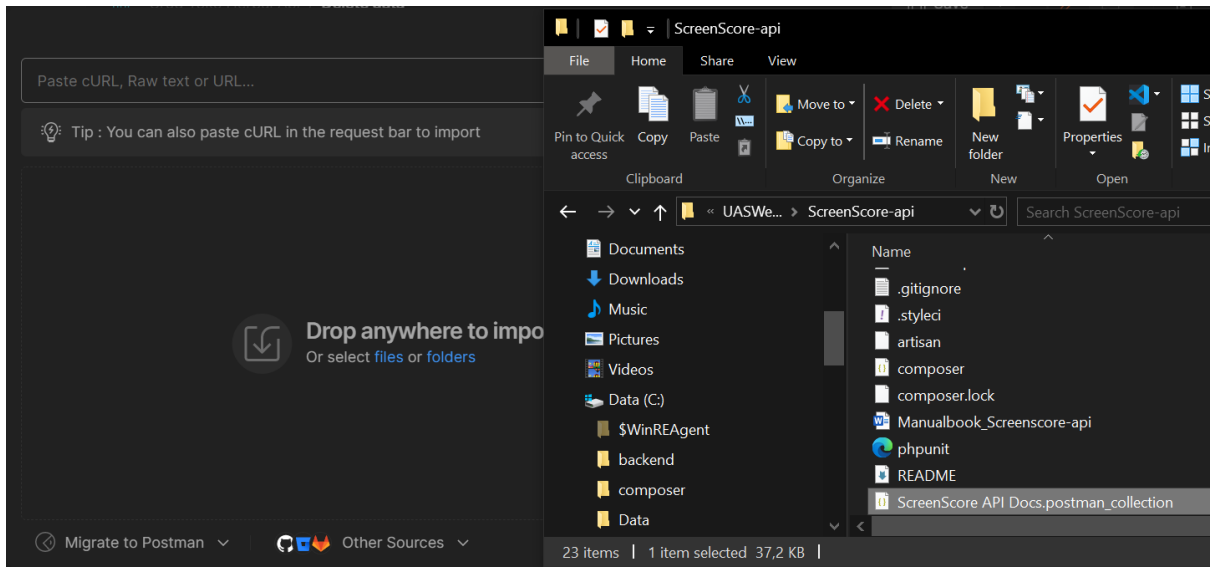 Paste cURL, Raw text or URL...
Tip : You can also paste cURL in the request bar to import
Drop anywhere to impo
Or select files or folders
Migrate to Postman
Other Sources
ScreenScore-api
File Home Share View
Pin to Quick access
Copy
Paste
Move to
Copy to
Delete
Rename
New folder
Properties
Clipboard
Organize
New
Open
« UASWe... > ScreenScore-api
Search ScreenScore-api
Documents
Downloads
Music
Pictures
Videos
Data (C:)
$WinREAgent
backend
composer
Data
Name
.gitignore
.styleci
artisan
composer
composer.lock
Manualbook_Screenscore-api
phpunit
README
ScreenScore API Docs.postman_collection
23 items
1 item selected 37,2 KB